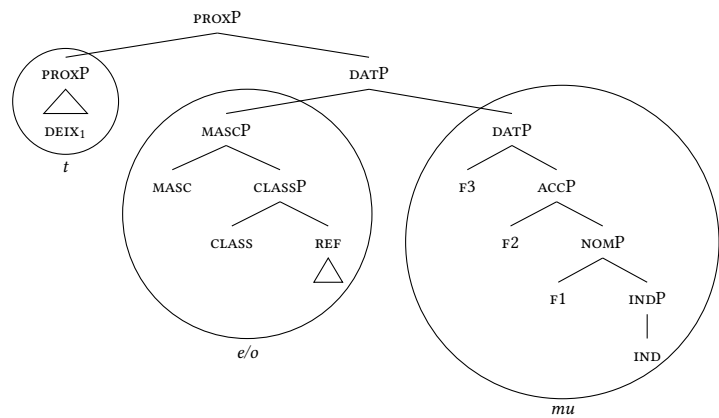 PROXP
PROXP DATP
DEIX₁ MASCP DATP
t
MASC CLASSP F3 ACCP
CLASS REF F2 NOMP
F1 INDP
e/o IND
mu